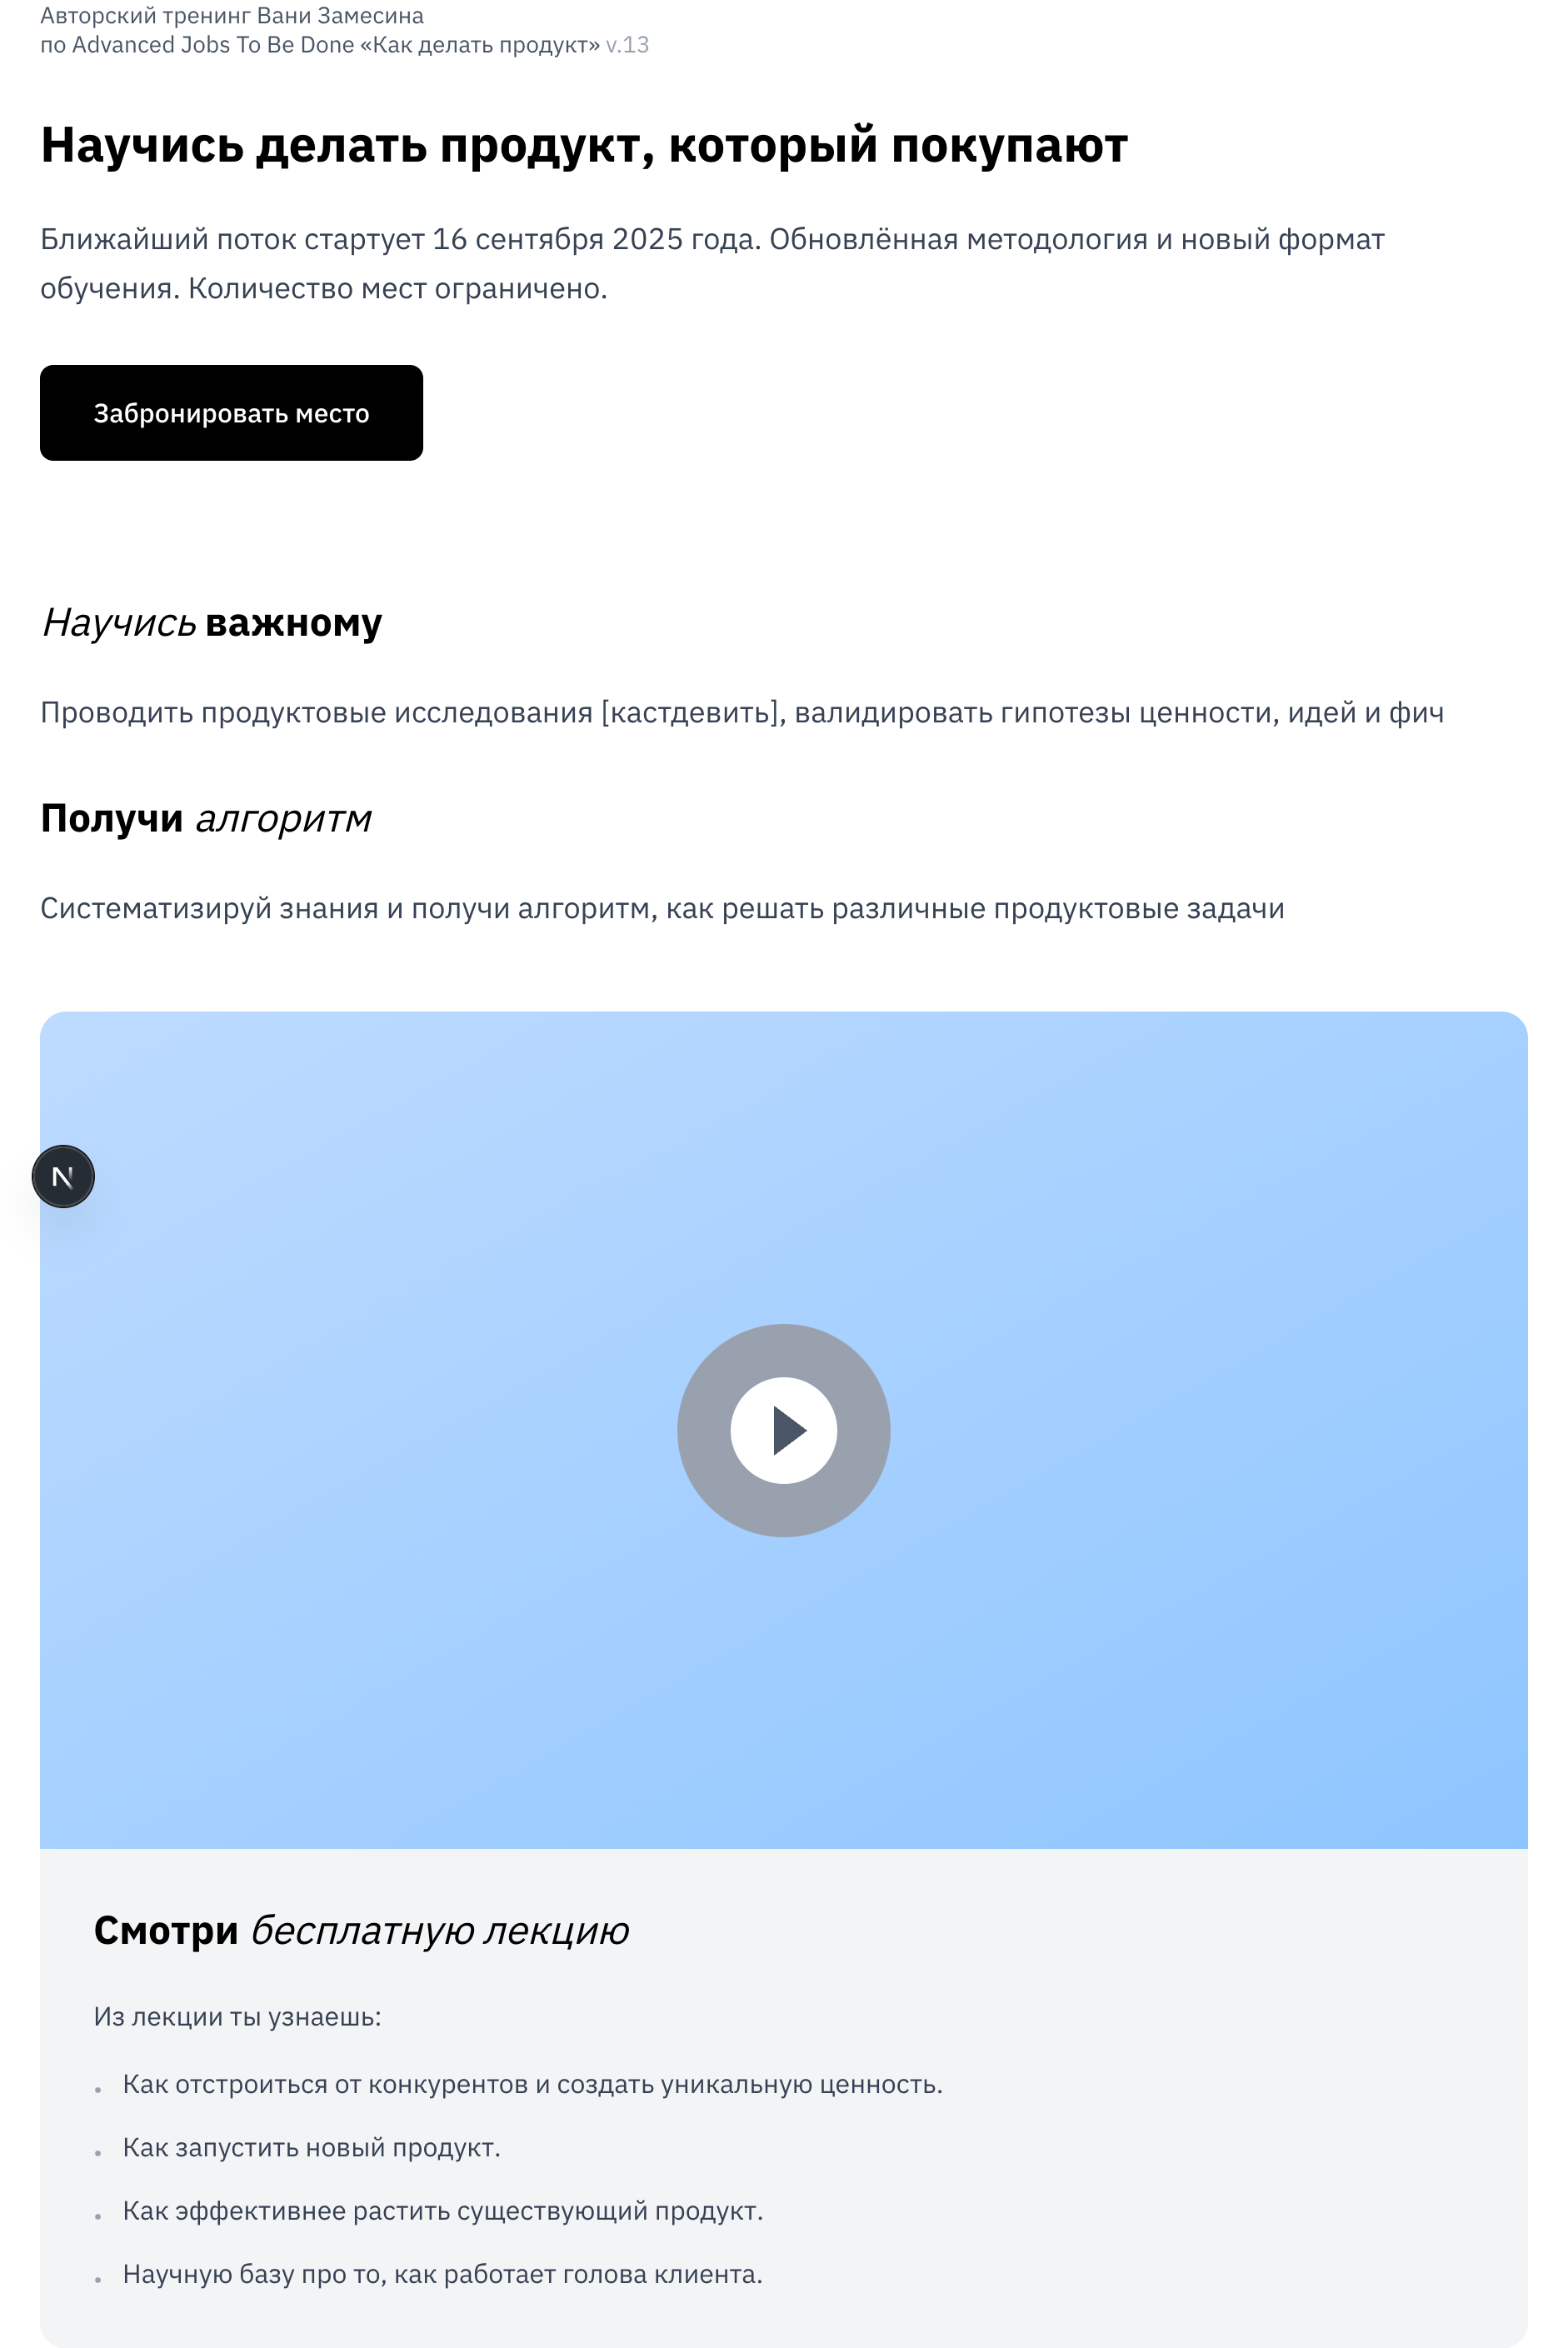 Авторский тренинг Вани Замесина
по Advanced Jobs To Be Done «Как делать продукт» v.13
Научись делать продукт, который покупают
Ближайший поток стартует 16 сентября 2025 года. Обновлённая методология и новый формат
обучения. Количество мест ограничено.
Забронировать место
Научись важному
Проводить продуктовые исследования [кастдевить], валидировать гипотезы ценности, идей и фич
Получи алгоритм
Систематизируй знания и получи алгоритм, как решать различные продуктовые задачи
N
Смотри бесплатную лекцию
Из лекции ты узнаешь:
• Как отстроиться от конкурентов и создать уникальную ценность.
• Как запустить новый продукт.
• Как эффективнее растить существующий продукт.
• Научную базу про то, как работает голова клиента.